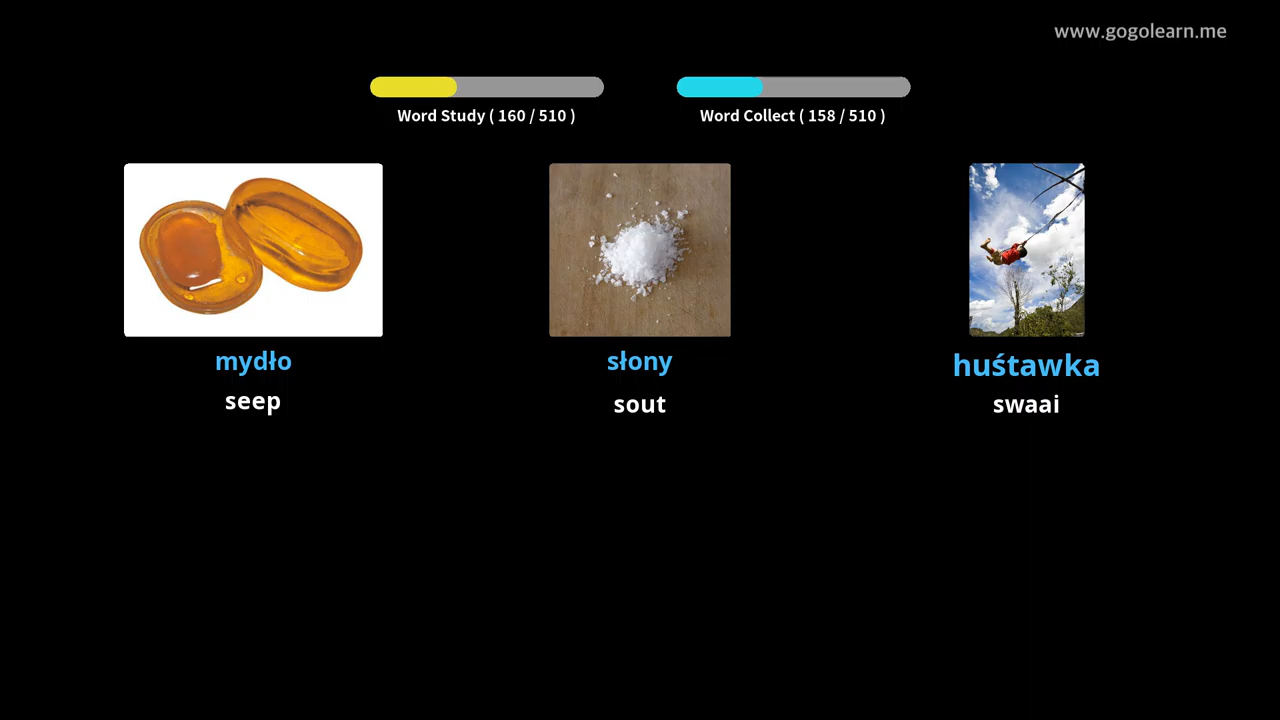 www.gogolearn.me
Word Study ( 160 / 510 )
Word Collect ( 158 / 510 )
mydło
słony
huśtawka
seep
sout
swaai